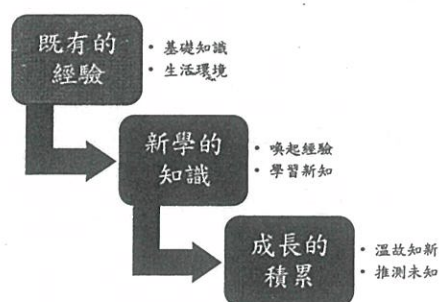 既有的
經驗
• 基礎知識
• 生活環境
新學的
知識
• 喚起經驗
• 學習新知
成長的
積累
• 溫故知新
• 推測未知